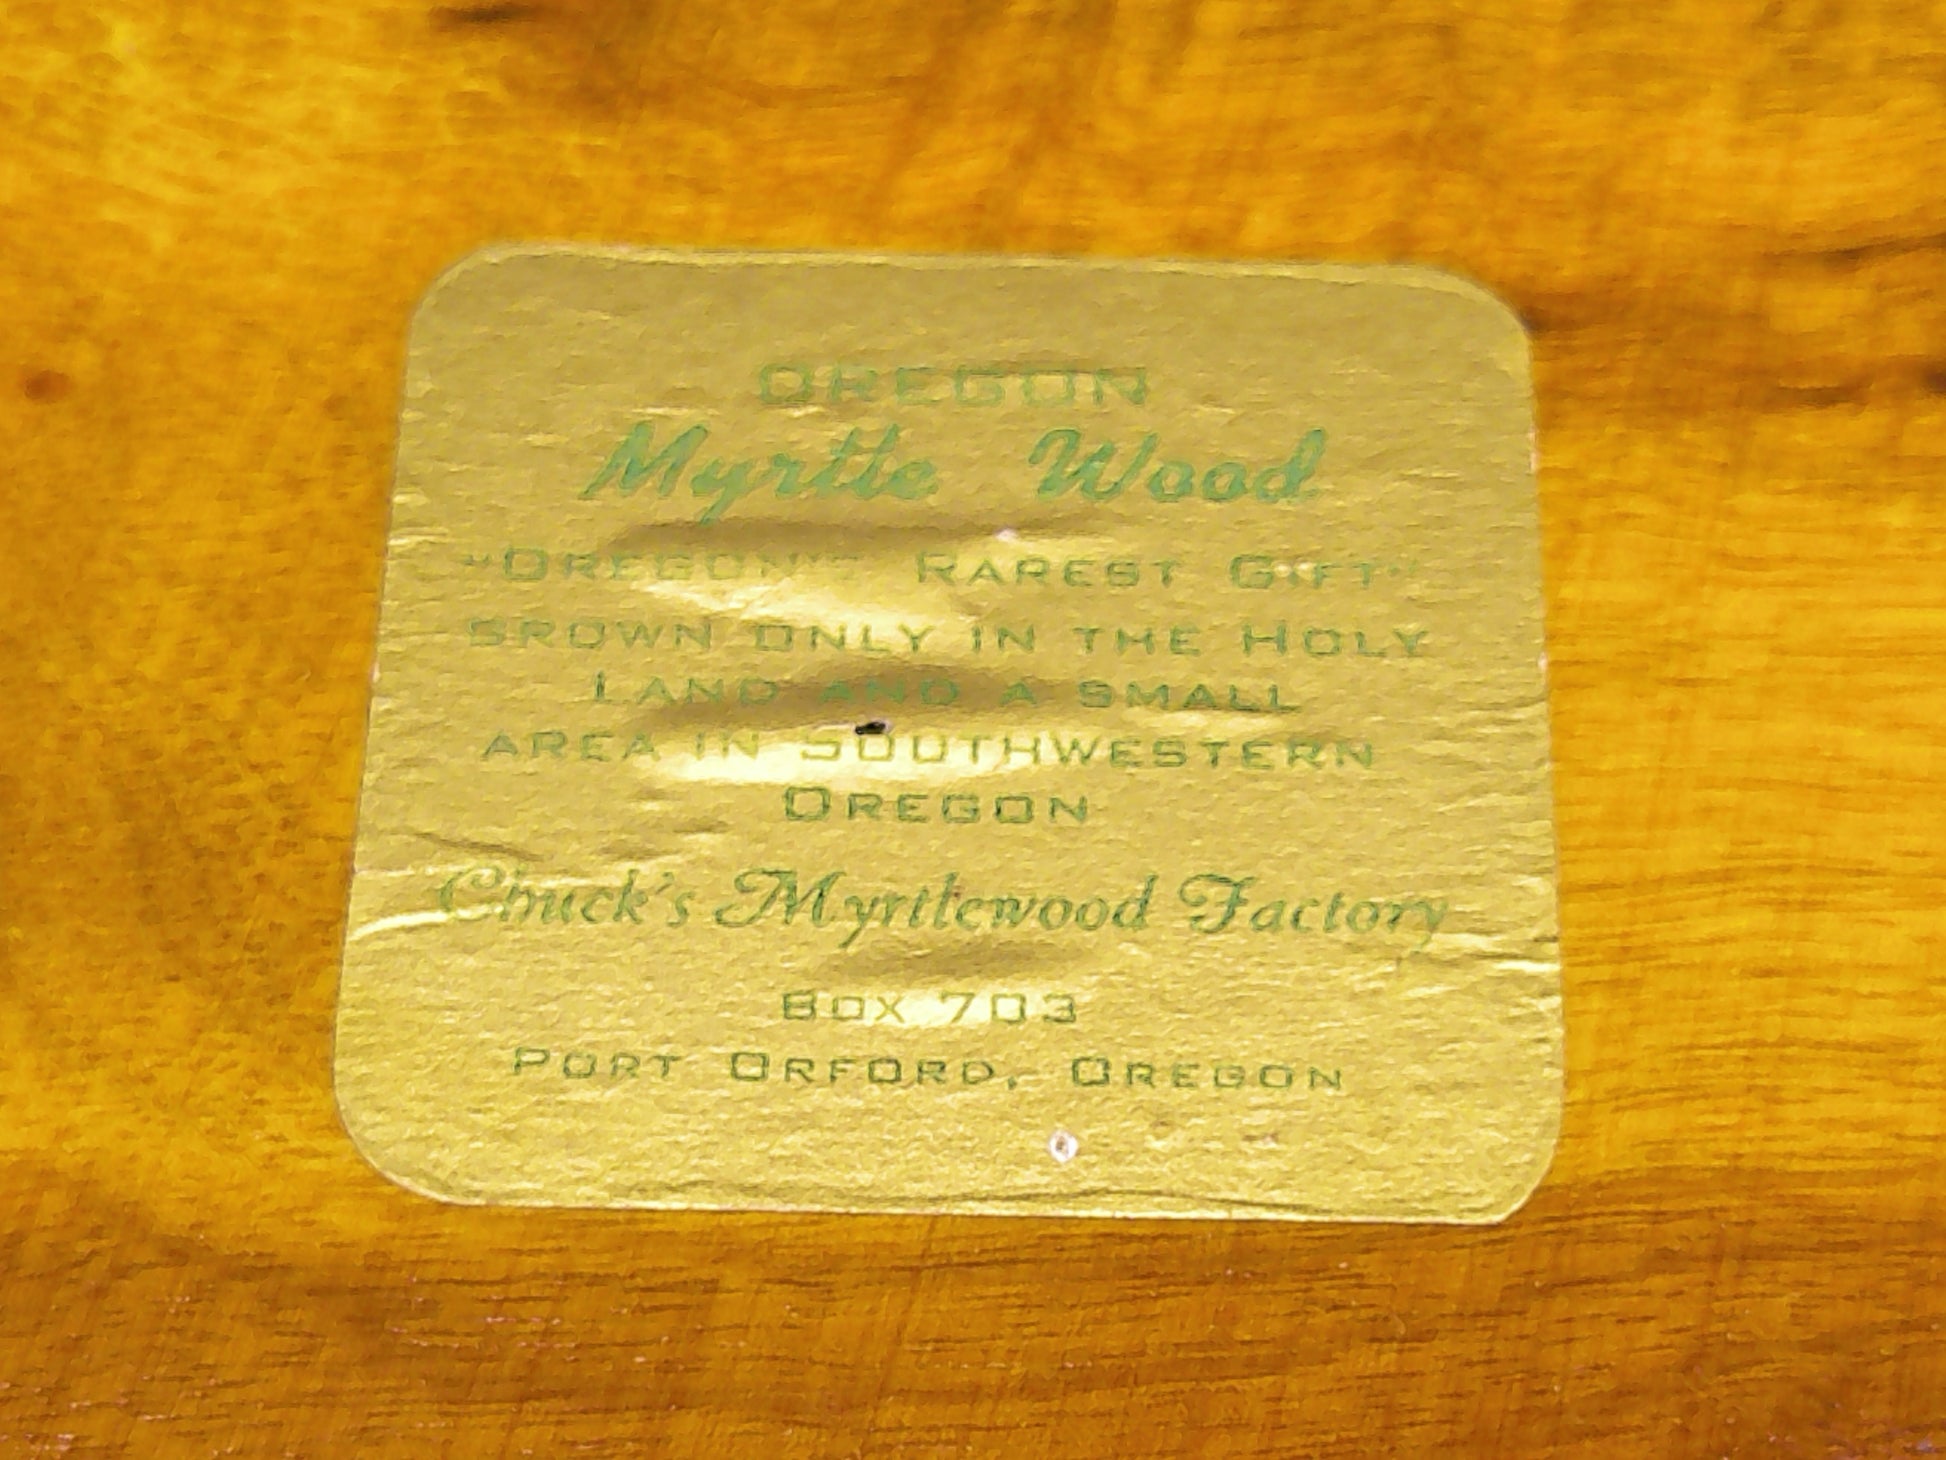 OREGON
Myrtle Wood
"OREGON'S RAREST GIFT"
GROWN ONLY IN THE HOLY
LAND AND A SMALL
AREA IN SOUTHWESTERN
OREGON
Chuck's Myrtlewood Factory
BOX 703
PORT ORFORD, OREGON